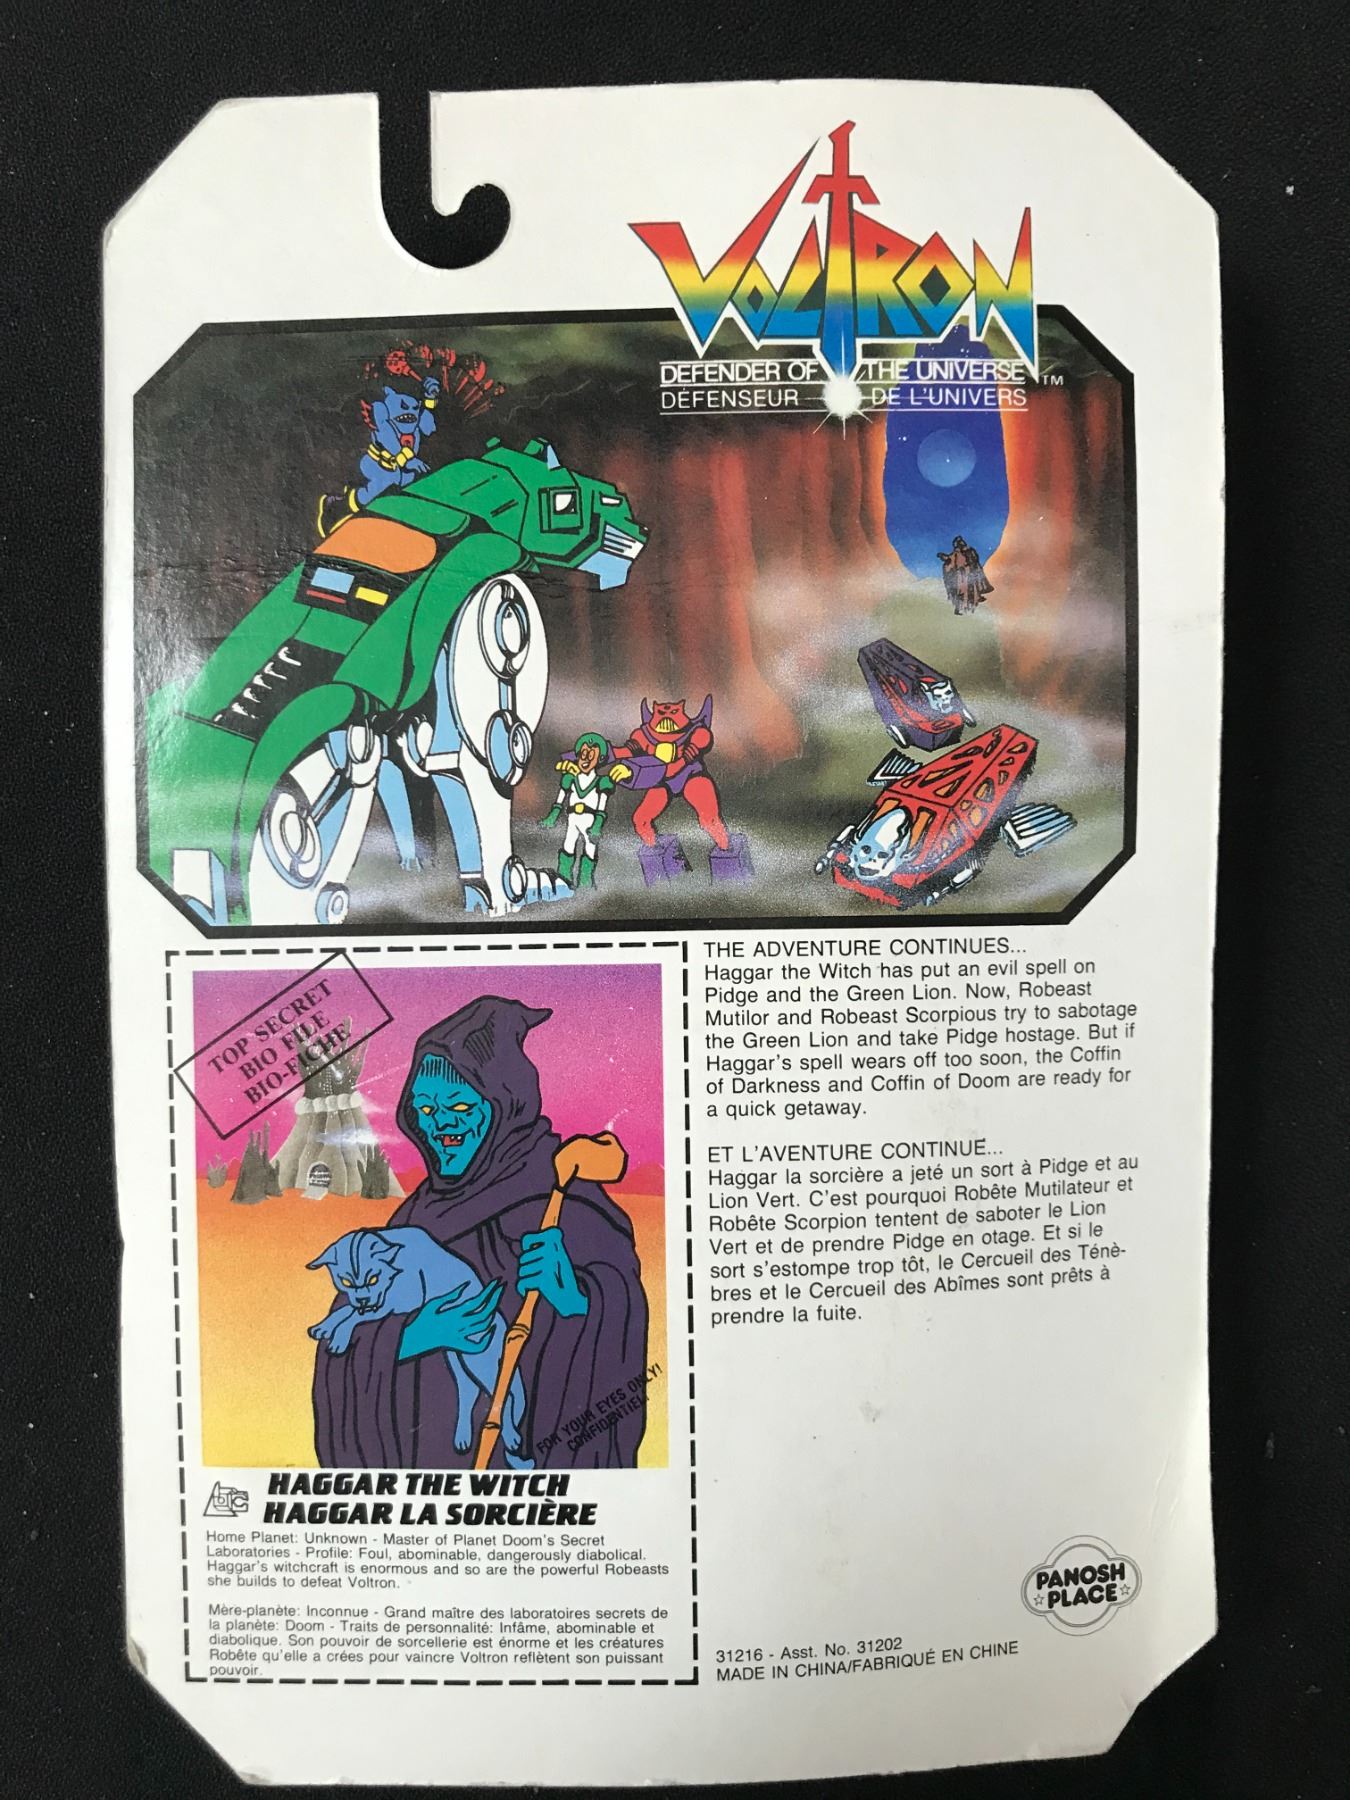 VOLTRON
DEFENDER OF THE UNIVERSE TM
DÉFENSEUR DE L'UNIVERS
TOP SECRET
BIO FILE
BIO-FICHE
FOR YOUR EYES ONLY!
CONFIDENTIEL!
HAGGAR THE WITCH
HAGGAR LA SORCIÈRE
Home Planet: Unknown - Master of Planet Doom's Secret
Laboratories - Profile: Foul, abominable, dangerously diabolical.
Haggar's witchcraft is enormous and so are the powerful Robeasts
she builds to defeat Voltron.
Mère-planète: Inconnue - Grand maître des laboratoires secrets de
la planète: Doom - Traits de personnalité: Infâme, abominable et
diabolique. Son pouvoir de sorcellerie est énorme et les créatures
Robête qu'elle a crées pour vaincre Voltron reflètent son puissant
pouvoir.
THE ADVENTURE CONTINUES...
Haggar the Witch has put an evil spell on
Pidge and the Green Lion. Now, Robeast
Mutilor and Robeast Scorpious try to sabotage
the Green Lion and take Pidge hostage. But if
Haggar's spell wears off too soon, the Coffin
of Darkness and Coffin of Doom are ready for
a quick getaway.
ET L'AVENTURE CONTINUE...
Haggar la sorcière a jeté un sort à Pidge et au
Lion Vert. C'est pourquoi Robête Mutilateur et
Robête Scorpion tentent de saboter le Lion
Vert et de prendre Pidge en otage. Et si le
sort s'estompe trop tôt, le Cercueil des Ténè-
bres et le Cercueil des Abîmes sont prêts à
prendre la fuite.
PANOSH
PLACE
31216 - Asst. No. 31202
MADE IN CHINA/FABRIQUÉ EN CHINE